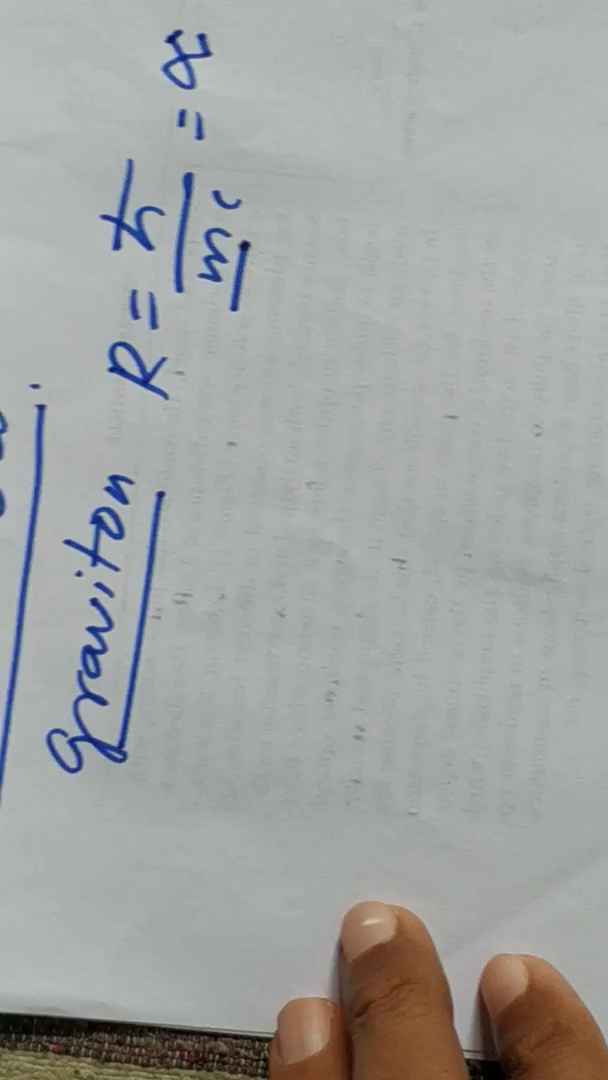 graviton R = ℏ/mc = ∞